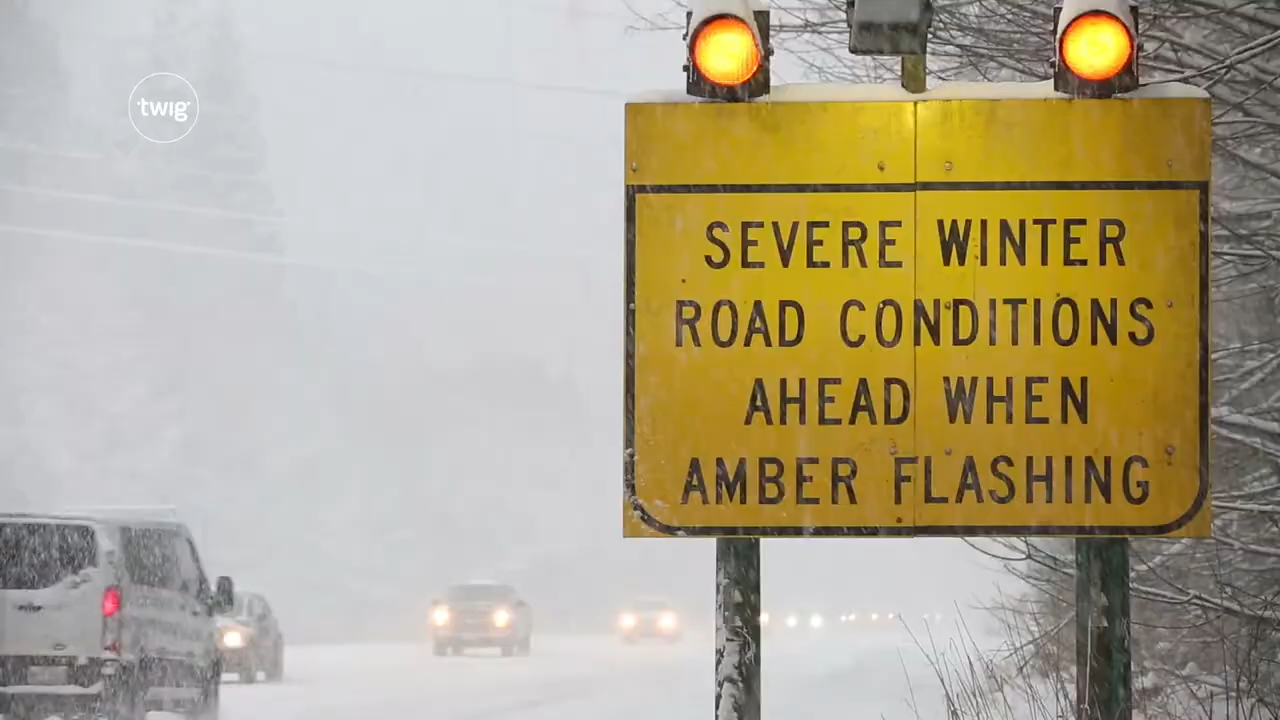 twig
SEVERE WINTER
ROAD CONDITIONS
AHEAD WHEN
AMBER FLASHING